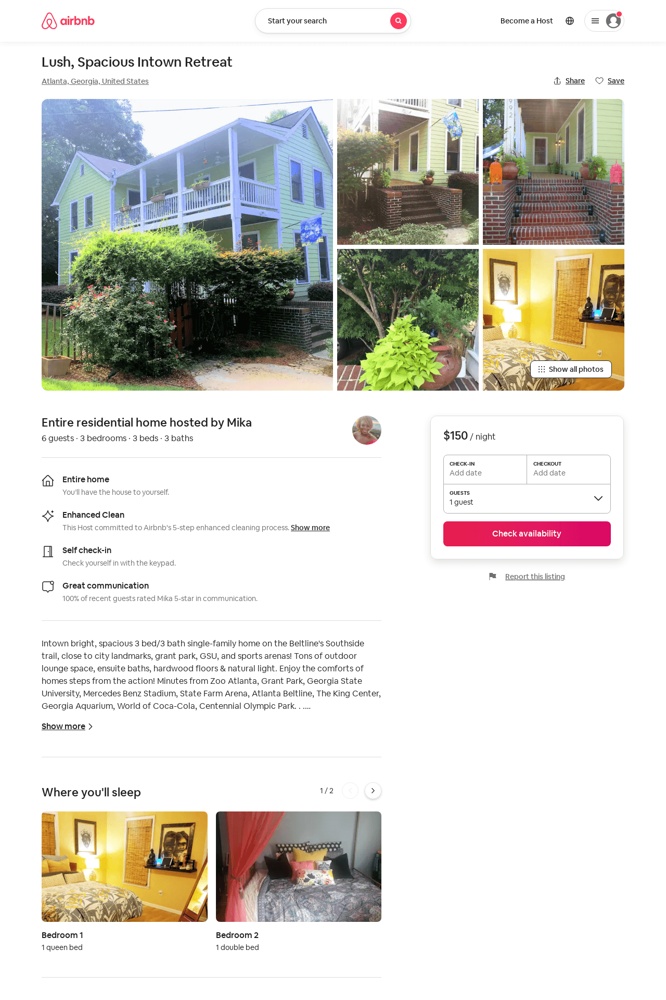 airbnb
Start your search
Become a Host
Lush, Spacious Intown Retreat
Atlanta, Georgia, United States
Share
Save
992
Show all photos
Entire residential home hosted by Mika
6 guests · 3 bedrooms · 3 beds · 3 baths
Entire home
You’ll have the house to yourself.
Enhanced Clean
This Host committed to Airbnb's 5-step enhanced cleaning process. Show more
Self check-in
Check yourself in with the keypad.
Great communication
100% of recent guests rated Mika 5-star in communication.
$150 / night
CHECK-IN
Add date
CHECKOUT
Add date
GUESTS
1 guest
Check availability
Report this listing
Intown bright, spacious 3 bed/3 bath single-family home on the Beltline's Southside
trail, close to city landmarks, grant park, GSU, and sports arenas! Tons of outdoor
lounge space, ensuite baths, hardwood floors & natural light. Enjoy the comforts of
homes steps from the action! Minutes from Zoo Atlanta, Grant Park, Georgia State
University, Mercedes Benz Stadium, State Farm Arena, Atlanta Beltline, The King Center,
Georgia Aquarium, World of Coca-Cola, Centennial Olympic Park. . ....
Show more
Where you'll sleep
1 / 2
Bedroom 1
1 queen bed
Bedroom 2
1 double bed